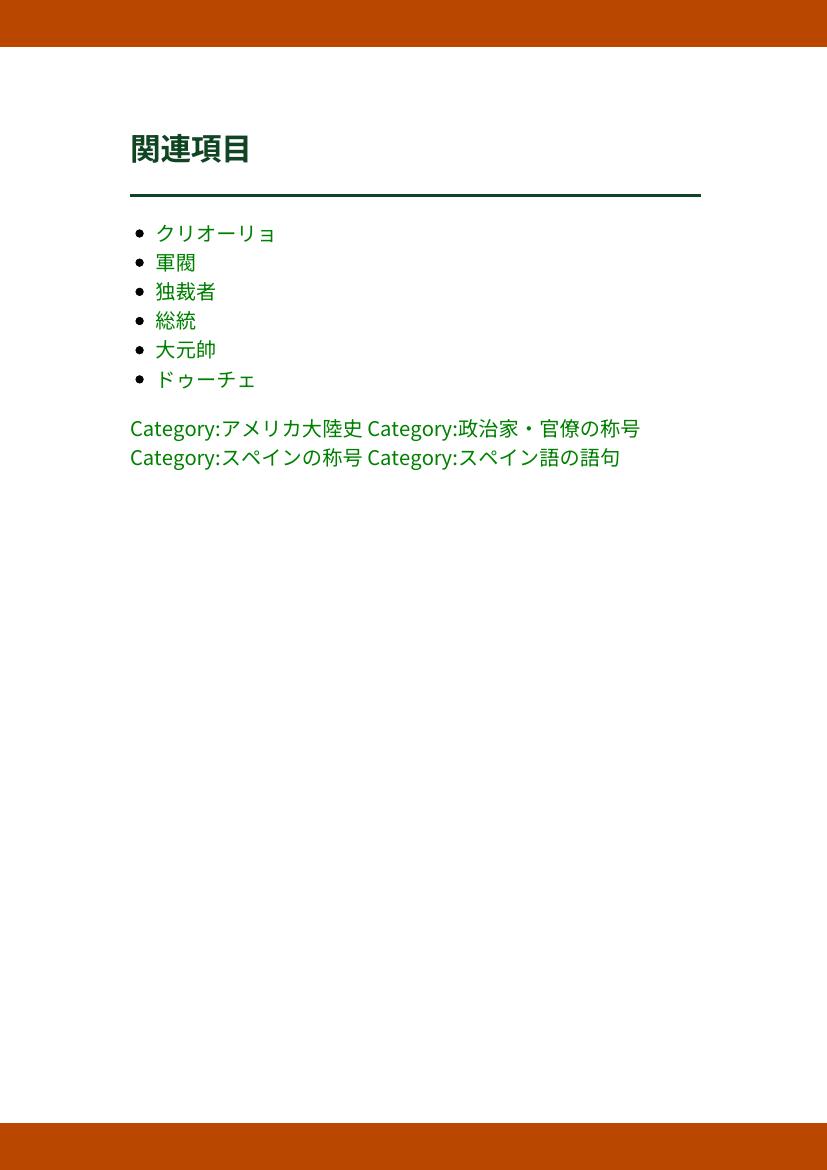 関連項目
クリオーリョ
軍閥
独裁者
総統
大元帥
ドゥーチェ
Category:アメリカ大陸史 Category:政治家・官僚の称号
Category:スペインの称号 Category:スペイン語の語句